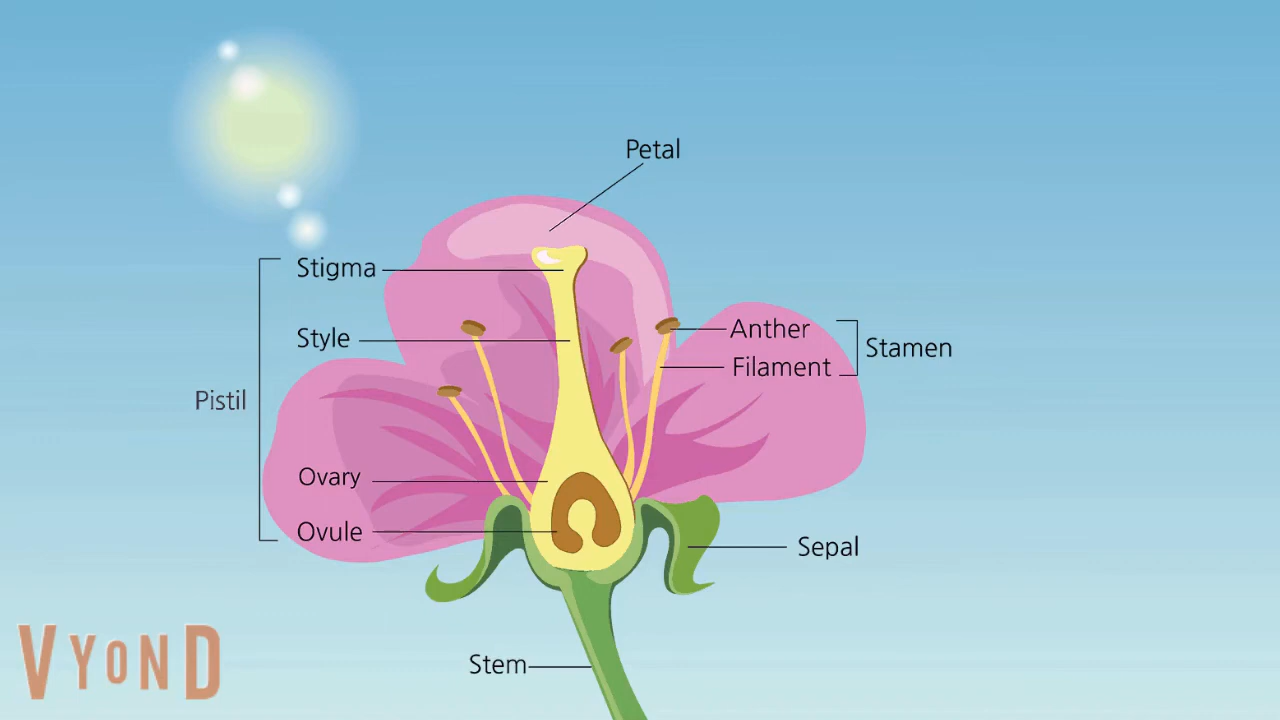 Petal
Stigma
Style
Pistil
Ovary
Ovule
Anther
Filament
Stamen
Sepal
Stem
VYOND